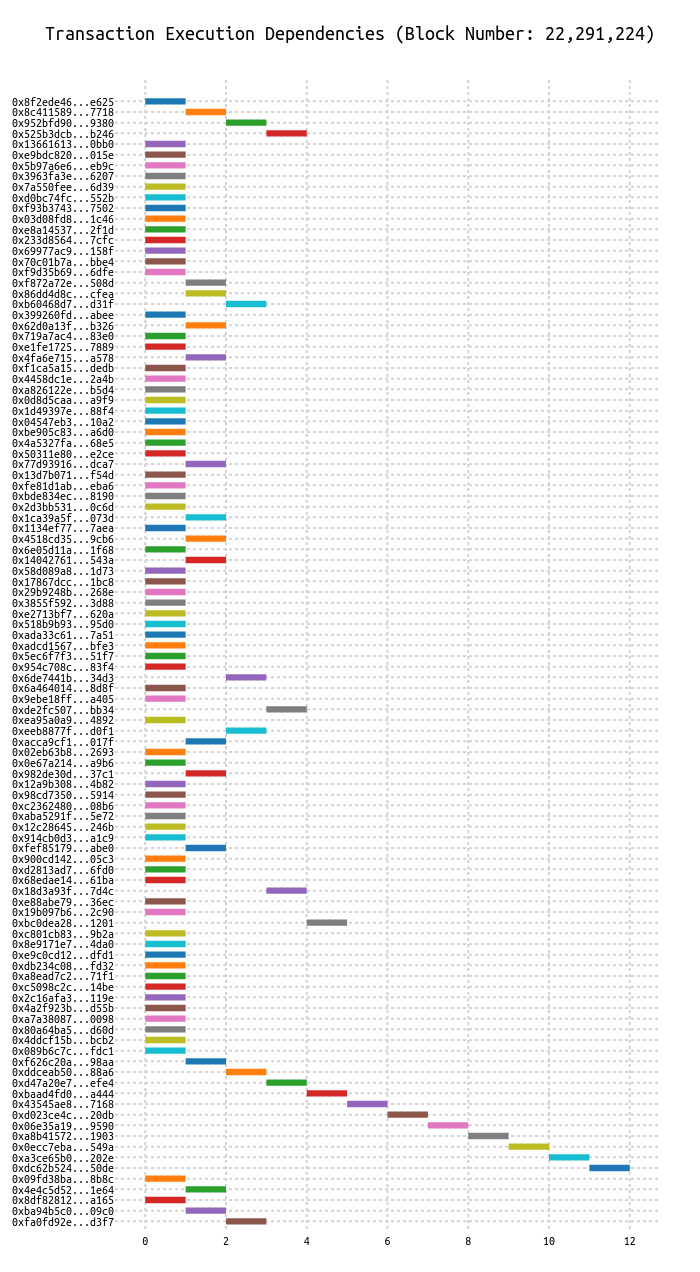 Transaction Execution Dependencies (Block Number: 22,291,224)
0x8f2ede46...e625
0x8c411589...7718
0x952bfd90...9380
0x525b3dcb...b246
0x13661613...0bb0
0xe9bdc820...015e
0x5b97a6e6...eb9c
0x3963fa3e...6207
0x7a550fee...6d39
0xd0bc74fc...552b
0xf93b3743...7502
0x03d08fd8...1c46
0xe8a14537...2f1d
0x233d8564...7cfc
0x69977ac9...158f
0x70c01b7a...bbe4
0xf9d35b69...6dfe
0xf872a72e...508d
0x86dd4d8c...cfea
0xb60468d7...d31f
0x399260fd...abee
0x62d0a13f...b326
0x719a7ac4...83e0
0xe1fe1725...7889
0x4fa6e715...a578
0xf1ca5a15...dedb
0x4458dc1e...2a4b
0xa826122e...b5d4
0x0d8d5caa...a9f9
0x1d49397e...88f4
0x04547eb3...10a2
0xbe905c83...a6d0
0x4a5327fa...68e5
0x50311e80...e2ce
0x77d93916...dca7
0x13d7b071...f54d
0xfe81d1ab...eba6
0xbde834ec...8190
0x2d3bb531...0c6d
0x1ca39a5f...073d
0x1134ef77...7aea
0x4518cd35...9cb6
0x6e05d11a...1f68
0x14042761...543a
0x58d089a8...1d73
0x17867dcc...1bc8
0x29b9248b...268e
0x3855f592...3d88
0xe2713bf7...620a
0x518b9b93...95d0
0xada33c61...7a51
0xadcd1567...bfe3
0x5ec6f7f3...51f7
0x954c708c...83f4
0x6de7441b...34d3
0x6a464014...8d8f
0x9ebe18ff...a405
0xde2fc507...bb34
0xea95a0a9...4892
0xeeb8877f...d0f1
0xacca9cf1...017f
0x02eb63b8...2693
0x0e67a214...a9b6
0x982de30d...37c1
0x12a9b308...4b82
0x98cd7350...5914
0xc2362480...08b6
0xaba5291f...5e72
0x12c28645...246b
0x914cb0d3...a1c9
0xfef85179...abe0
0x900cd142...05c3
0xd2813ad7...6fd0
0x68edae14...61ba
0x18d3a93f...7d4c
0xe88abe79...36ec
0x19b097b6...2c90
0xbc0dea28...1201
0xc801cb83...9b2a
0x8e9171e7...4da0
0xe9c0cd12...dfd1
0xdb234c08...fd32
0xa8ead7c2...71f1
0xc5098c2c...14be
0x2c16afa3...119e
0x4a2f923b...d55b
0xa7a38087...0098
0x80a64ba5...d60d
0x4ddcf15b...bcb2
0x089b6c7c...fdc1
0xf626c20a...98aa
0xddceab50...88a6
0xd47a20e7...efe4
0xbaad4fd0...a444
0x43545ae8...7168
0xd023ce4c...20db
0x06e35a19...9590
0xa8b41572...1903
0x0ecc7eba...549a
0xa3ce65b0...202e
0xdc62b524...50de
0x09fd38ba...8b8c
0x4e4c5d52...1e64
0x8df82812...a165
0xba94b5c0...09c0
0xfa0fd92e...d3f7
0 2 4 6 8 10 12